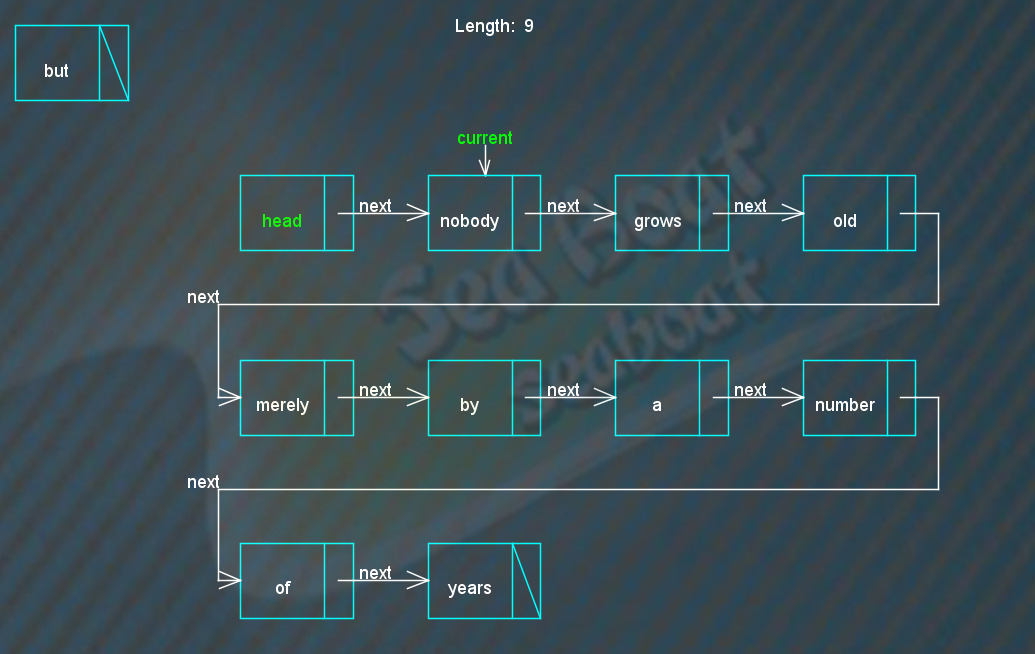 Length: 9
but
current
head next nobody next grows next old
next
merely next by next a next number
next
of next years
Sea Boat
seaboat